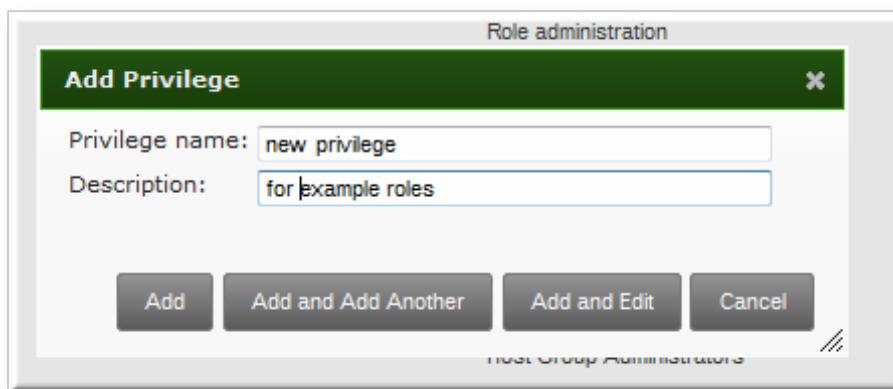 Role administration
Add Privilege
Privilege name: new privilege
Description: for example roles
Add Add and Add Another Add and Edit Cancel
Host Group Administrators